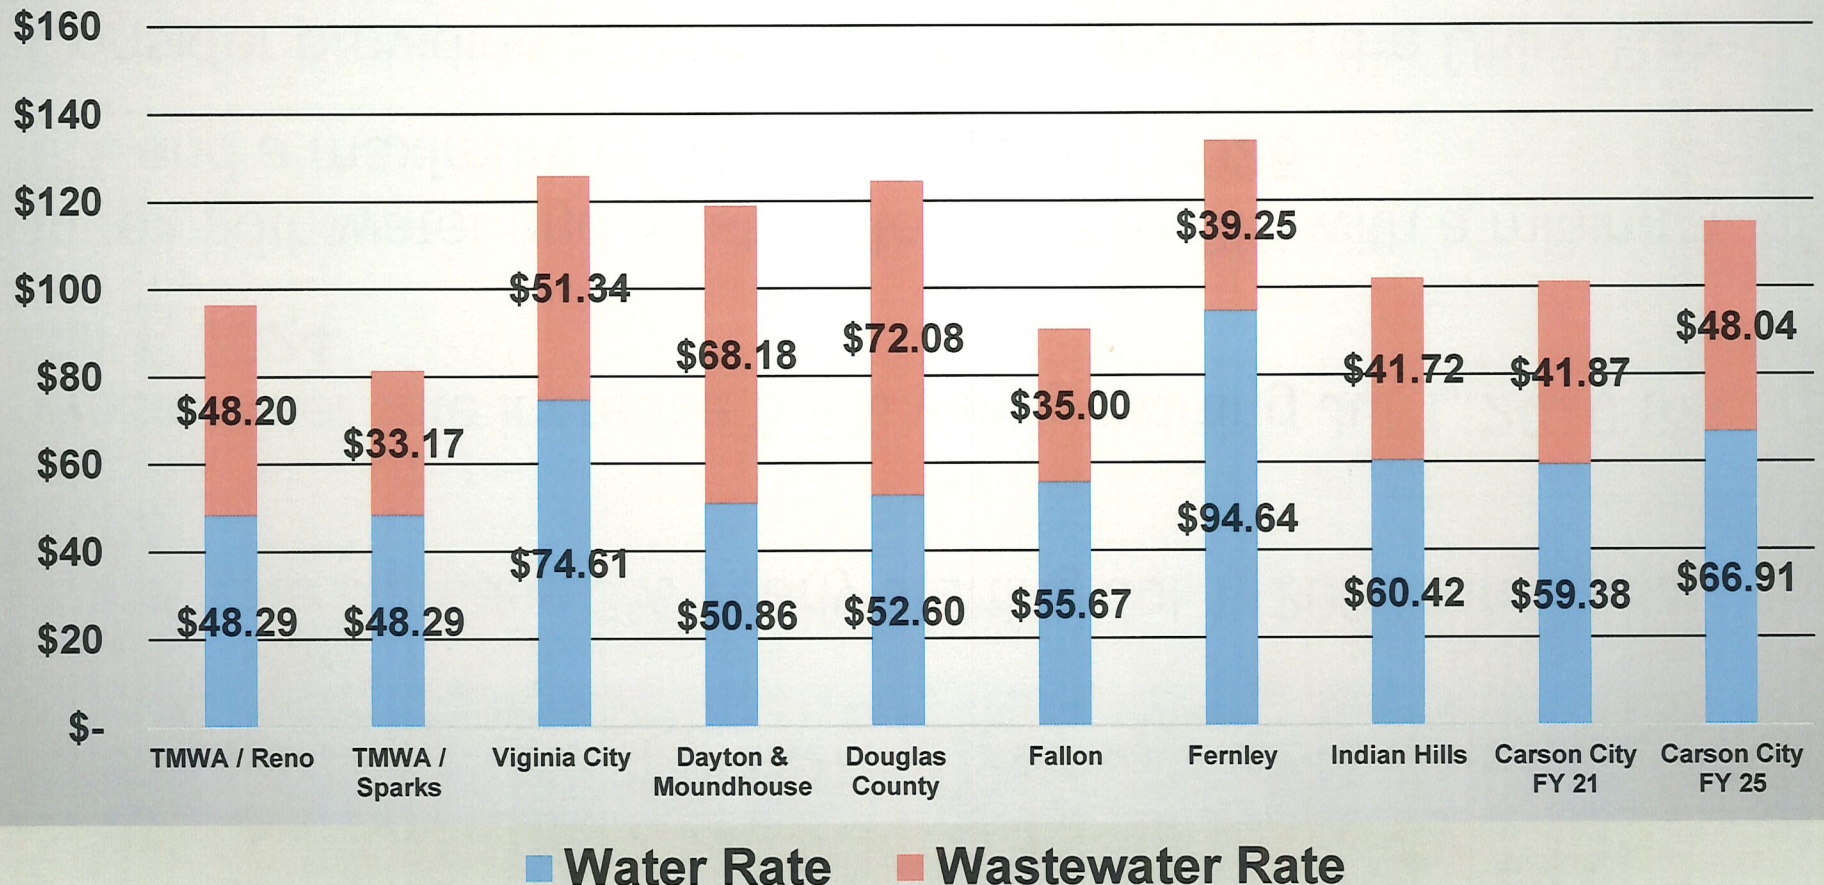 $160
$140
$120
$100
$80
$60
$40
$20
$-
$48.20
$48.29
$33.17
$48.29
$51.34
$74.61
$68.18
$50.86
$72.08
$52.60
$35.00
$55.67
$39.25
$94.64
$41.72
$60.42
$41.87
$59.38
$48.04
$66.91
TMWA / Reno
TMWA /
Sparks
Viginia City
Dayton &
Moundhouse
Douglas
County
Fallon
Fernley
Indian Hills
Carson City
FY 21
Carson City
FY 25
Water Rate
Wastewater Rate